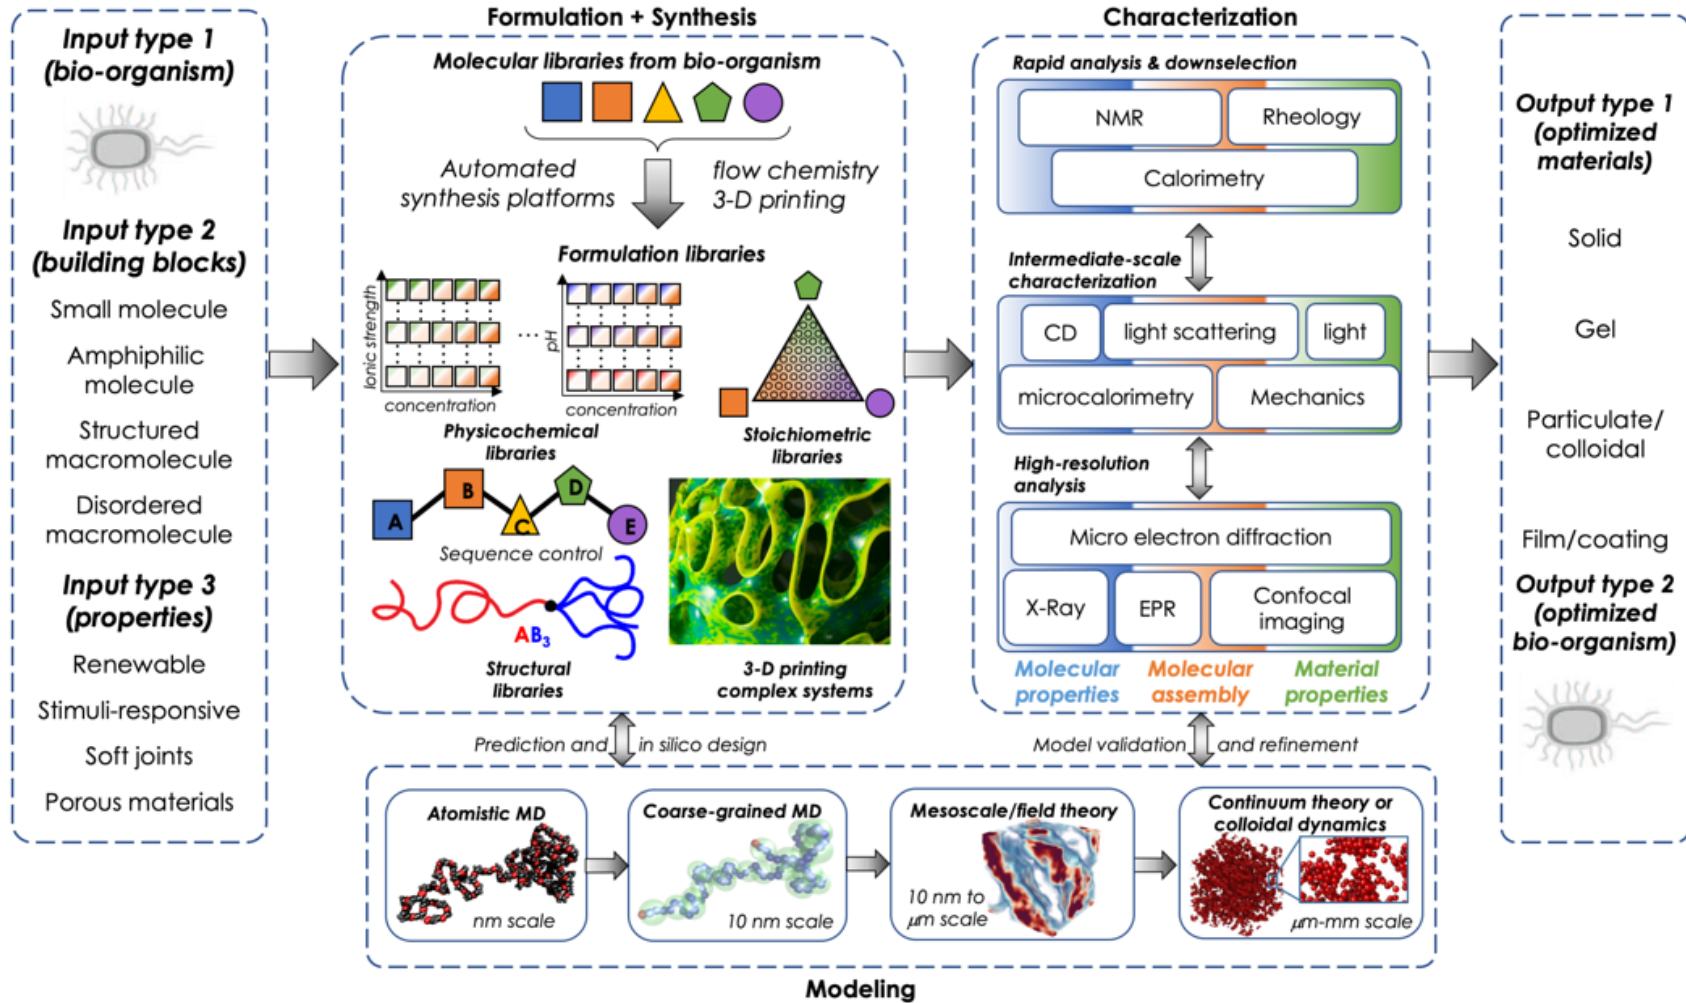 Input type 1
(bio-organism)
Input type 2
(building blocks)
Small molecule
Amphiphilic
molecule
Structured
macromolecule
Disordered
macromolecule
Input type 3
(properties)
Renewable
Stimuli-responsive
Soft joints
Porous materials
Formulation + Synthesis
Molecular libraries from bio-organism
Automated
synthesis platforms
flow chemistry
3-D printing
Formulation libraries
Ionic strength
concentration
...
pH
concentration
Physicochemical
libraries
Stoichiometric
libraries
A
B
C
D
E
Sequence control
AB3
Structural
libraries
3-D printing
complex systems
Characterization
Rapid analysis & downselection
NMR
Rheology
Calorimetry
Intermediate-scale
characterization
CD
light scattering
light
microcalorimetry
Mechanics
High-resolution
analysis
Micro electron diffraction
X-Ray
EPR
Confocal
imaging
Molecular
properties
Molecular
assembly
Material
properties
Output type 1
(optimized
materials)
Solid
Gel
Particulate/
colloidal
Film/coating
Output type 2
(optimized
bio-organism)
Prediction and in silico design
Model validation and refinement
Atomistic MD
nm scale
Coarse-grained MD
10 nm scale
Mesoscale/field theory
10 nm to
μm scale
Continuum theory or
colloidal dynamics
μm-mm scale
Modeling